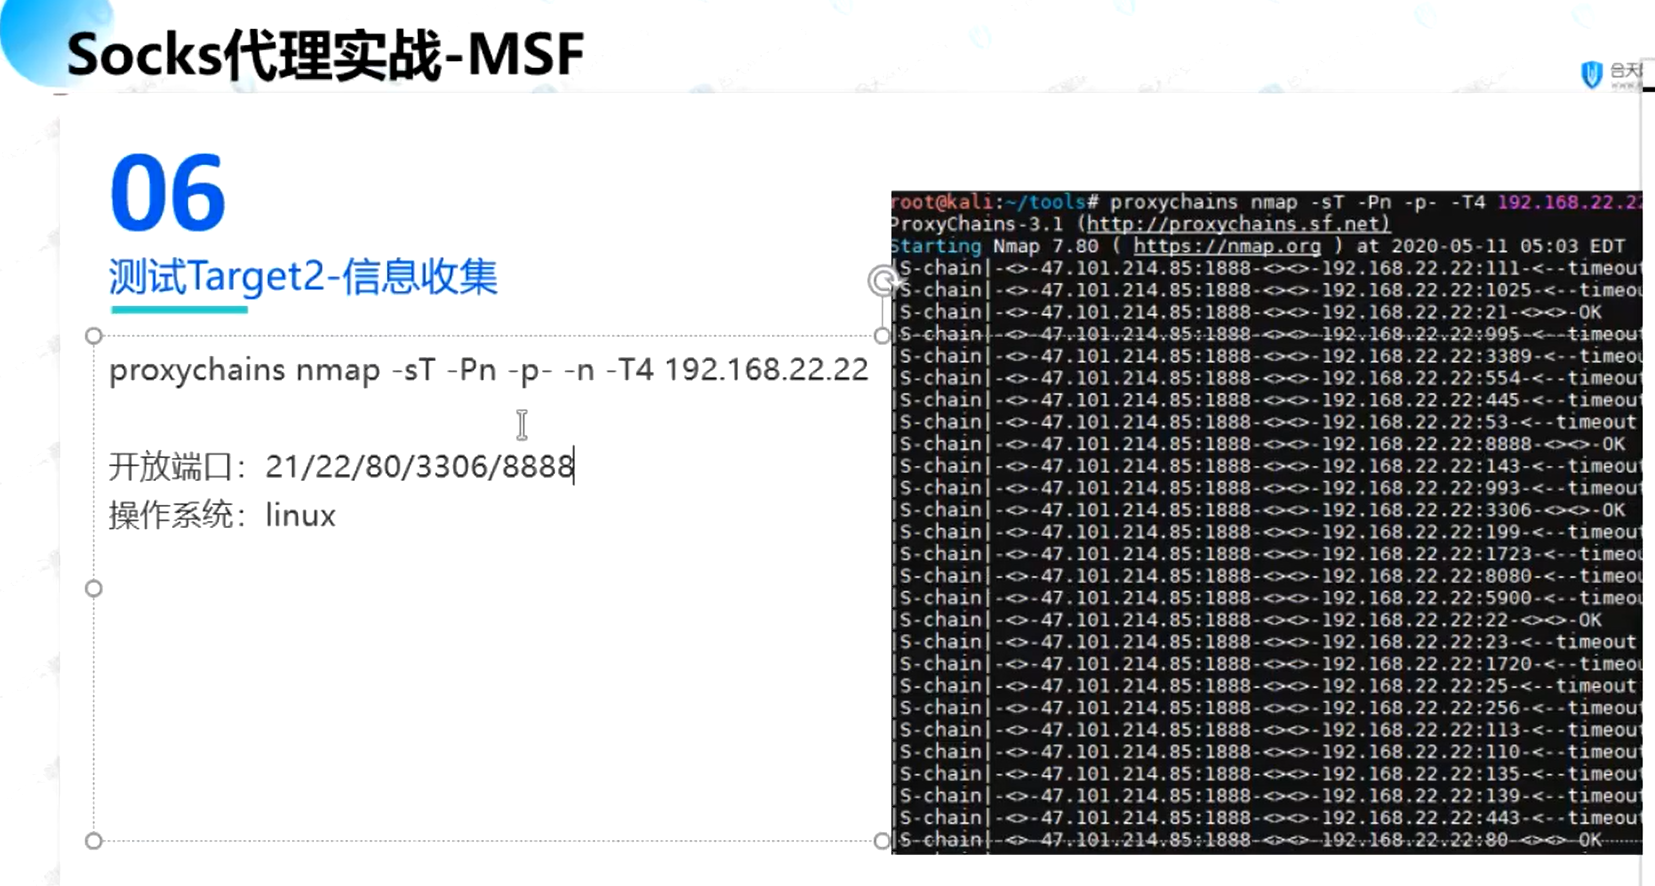 Socks代理实战-MSF
合天
06
测试Target2-信息收集
proxychains nmap -sT -Pn -p- -n -T4 192.168.22.22
开放端口：21/22/80/3306/8888
操作系统：linux
root@kali:~/tools# proxychains nmap -sT -Pn -p- -T4 192.168.22.22
ProxyChains-3.1 (http://proxychains.sf.net)
Starting Nmap 7.80 ( https://nmap.org ) at 2020-05-11 05:03 EDT
|S-chain|-<>-47.101.214.85:1888-<><>-192.168.22.22:111-<--timeout
|S-chain|-<>-47.101.214.85:1888-<><>-192.168.22.22:1025-<--timeou
|S-chain|-<>-47.101.214.85:1888-<><>-192.168.22.22:21-<><>-OK
|S-chain|-<>-47.101.214.85:1888-<><>-192.168.22.22:995-<--timeout
|S-chain|-<>-47.101.214.85:1888-<><>-192.168.22.22:3389-<--timeou
|S-chain|-<>-47.101.214.85:1888-<><>-192.168.22.22:554-<--timeout
|S-chain|-<>-47.101.214.85:1888-<><>-192.168.22.22:445-<--timeout
|S-chain|-<>-47.101.214.85:1888-<><>-192.168.22.22:53-<--timeout
|S-chain|-<>-47.101.214.85:1888-<><>-192.168.22.22:8888-<><>-OK
|S-chain|-<>-47.101.214.85:1888-<><>-192.168.22.22:143-<--timeout
|S-chain|-<>-47.101.214.85:1888-<><>-192.168.22.22:993-<--timeout
|S-chain|-<>-47.101.214.85:1888-<><>-192.168.22.22:3306-<><>-OK
|S-chain|-<>-47.101.214.85:1888-<><>-192.168.22.22:199-<--timeout
|S-chain|-<>-47.101.214.85:1888-<><>-192.168.22.22:1723-<--timeou
|S-chain|-<>-47.101.214.85:1888-<><>-192.168.22.22:8080-<--timeou
|S-chain|-<>-47.101.214.85:1888-<><>-192.168.22.22:5900-<--timeou
|S-chain|-<>-47.101.214.85:1888-<><>-192.168.22.22:22-<><>-OK
|S-chain|-<>-47.101.214.85:1888-<><>-192.168.22.22:23-<--timeout
|S-chain|-<>-47.101.214.85:1888-<><>-192.168.22.22:1720-<--timeou
|S-chain|-<>-47.101.214.85:1888-<><>-192.168.22.22:25-<--timeout
|S-chain|-<>-47.101.214.85:1888-<><>-192.168.22.22:256-<--timeout
|S-chain|-<>-47.101.214.85:1888-<><>-192.168.22.22:113-<--timeout
|S-chain|-<>-47.101.214.85:1888-<><>-192.168.22.22:110-<--timeout
|S-chain|-<>-47.101.214.85:1888-<><>-192.168.22.22:135-<--timeout
|S-chain|-<>-47.101.214.85:1888-<><>-192.168.22.22:139-<--timeout
|S-chain|-<>-47.101.214.85:1888-<><>-192.168.22.22:443-<--timeout
|S-chain|-<>-47.101.214.85:1888-<><>-192.168.22.22:80-<><>-OK